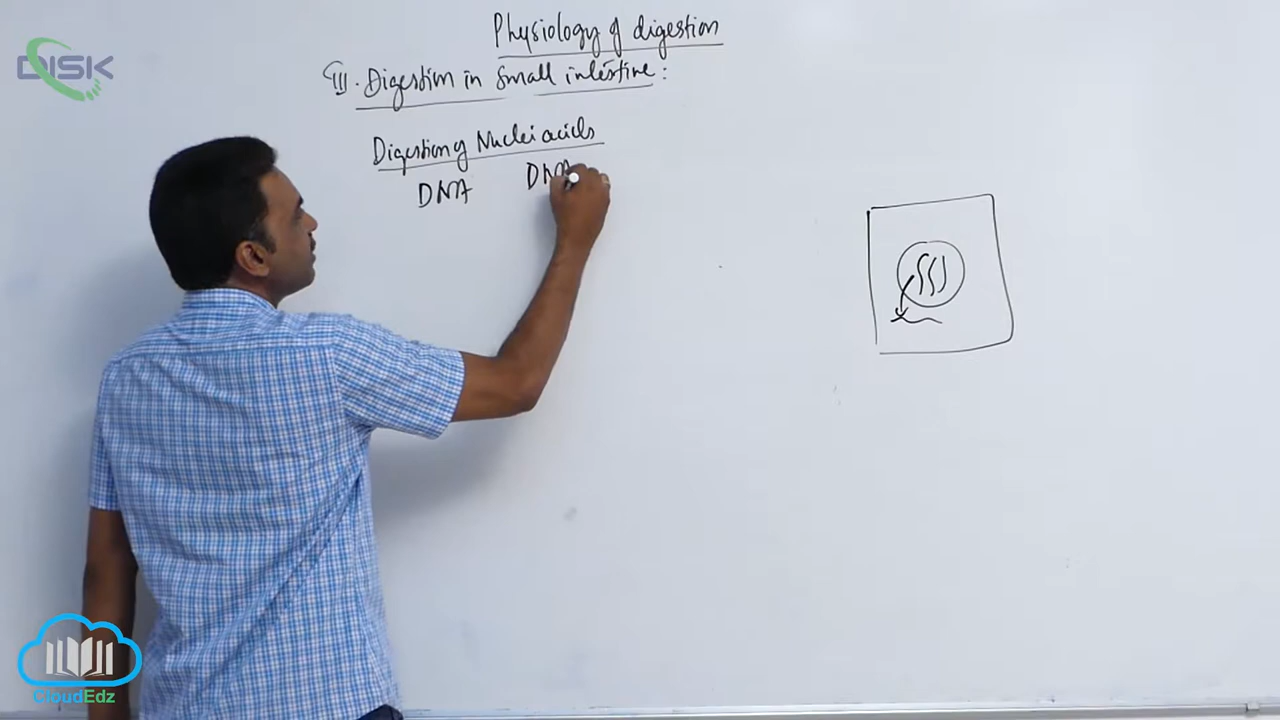 Physiology of digestion
III. Digestion in Small intestine:
Digestion of Nuclei acids
DNA DNA
DISK
CloudEdz